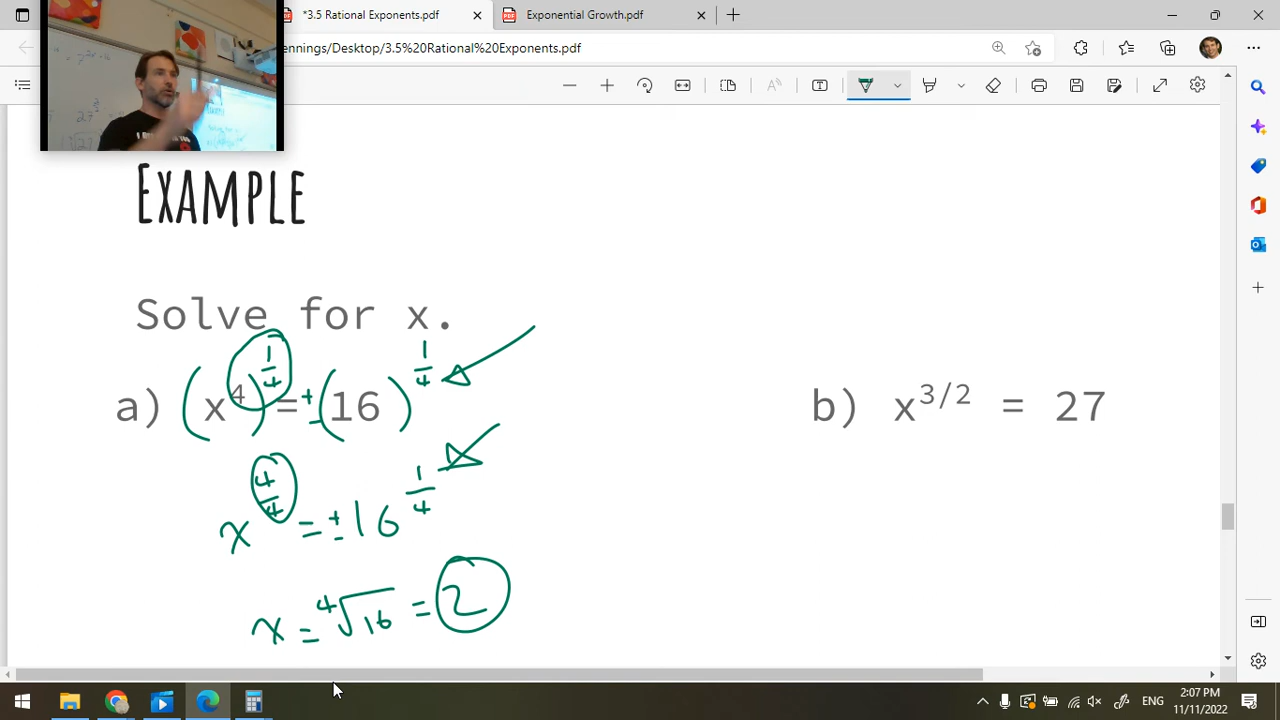 *3.5 Rational Exponents.pdf
Exponential Growth.pdf
ennings/Desktop/3.5%20Rational%20Exponents.pdf
EXAMPLE
Solve for x.
a) (x⁴)^(1/4) = ±(16)^(1/4)
b) x^(3/2) = 27
x^(4/4) = ±16^(1/4)
x = ⁴√16 = 2
ENG
2:07 PM
11/11/2022